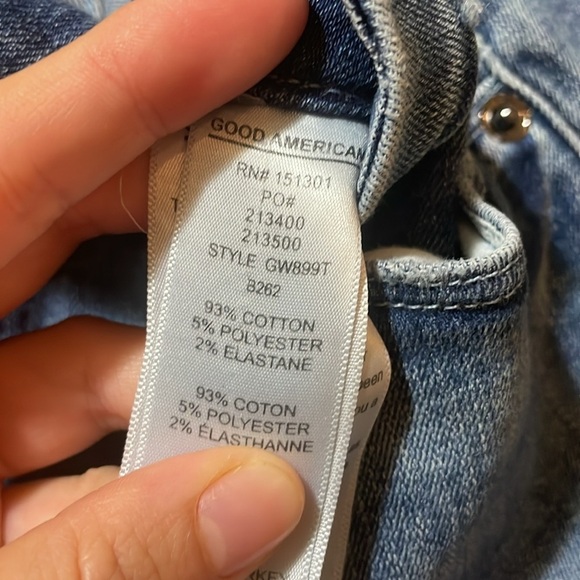 GOOD AMERICAN
RN# 151301
PO#
213400
213500
STYLE GW899T
B262
93% COTTON
5% POLYESTER
2% ELASTANE
93% COTON
5% POLYESTER
2% ÉLASTHANNE